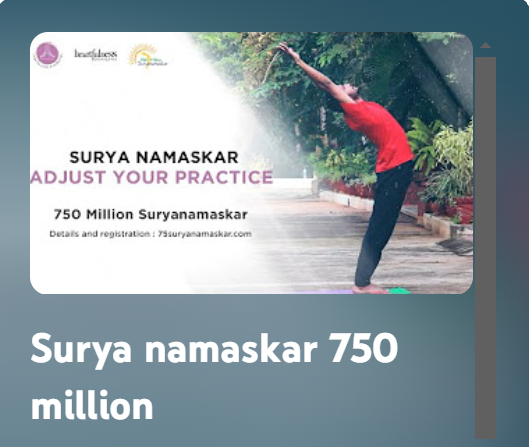 heartfulness
SURYA NAMASKAR
ADJUST YOUR PRACTICE
750 Million Suryanamaskar
Details and registration : 75suryanamaskar.com
Surya namaskar 750
million